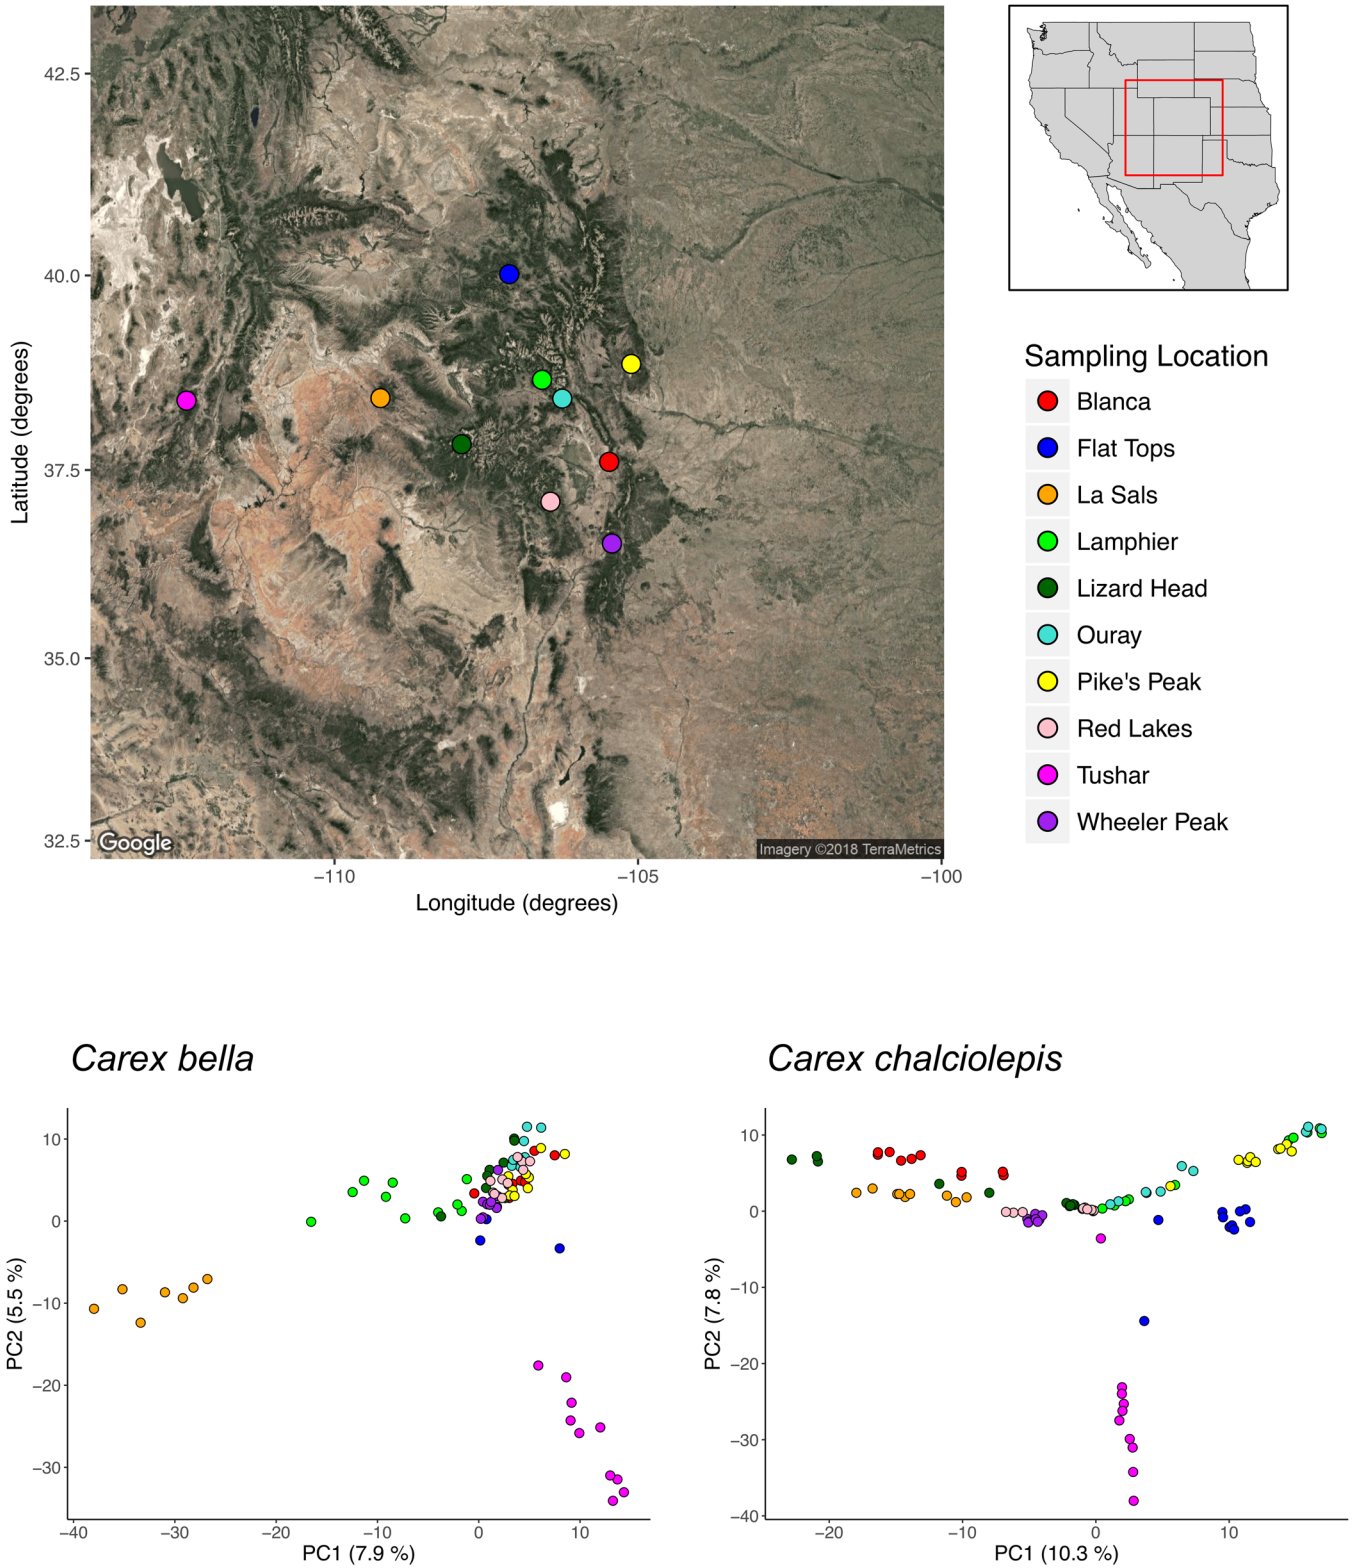 42.5
40.0
37.5
35.0
32.5
Latitude (degrees)
Google
Imagery ©2018 TerraMetrics
−110
−105
−100
Longitude (degrees)
Sampling Location
Blanca
Flat Tops
La Sals
Lamphier
Lizard Head
Ouray
Pike's Peak
Red Lakes
Tushar
Wheeler Peak
Carex bella
10
0
−10
−20
−30
PC2 (5.5 %)
−40
−30
−20
−10
0
10
PC1 (7.9 %)
Carex chalciolepis
10
0
−10
−20
−30
−40
PC2 (7.8 %)
−20
−10
0
10
PC1 (10.3 %)